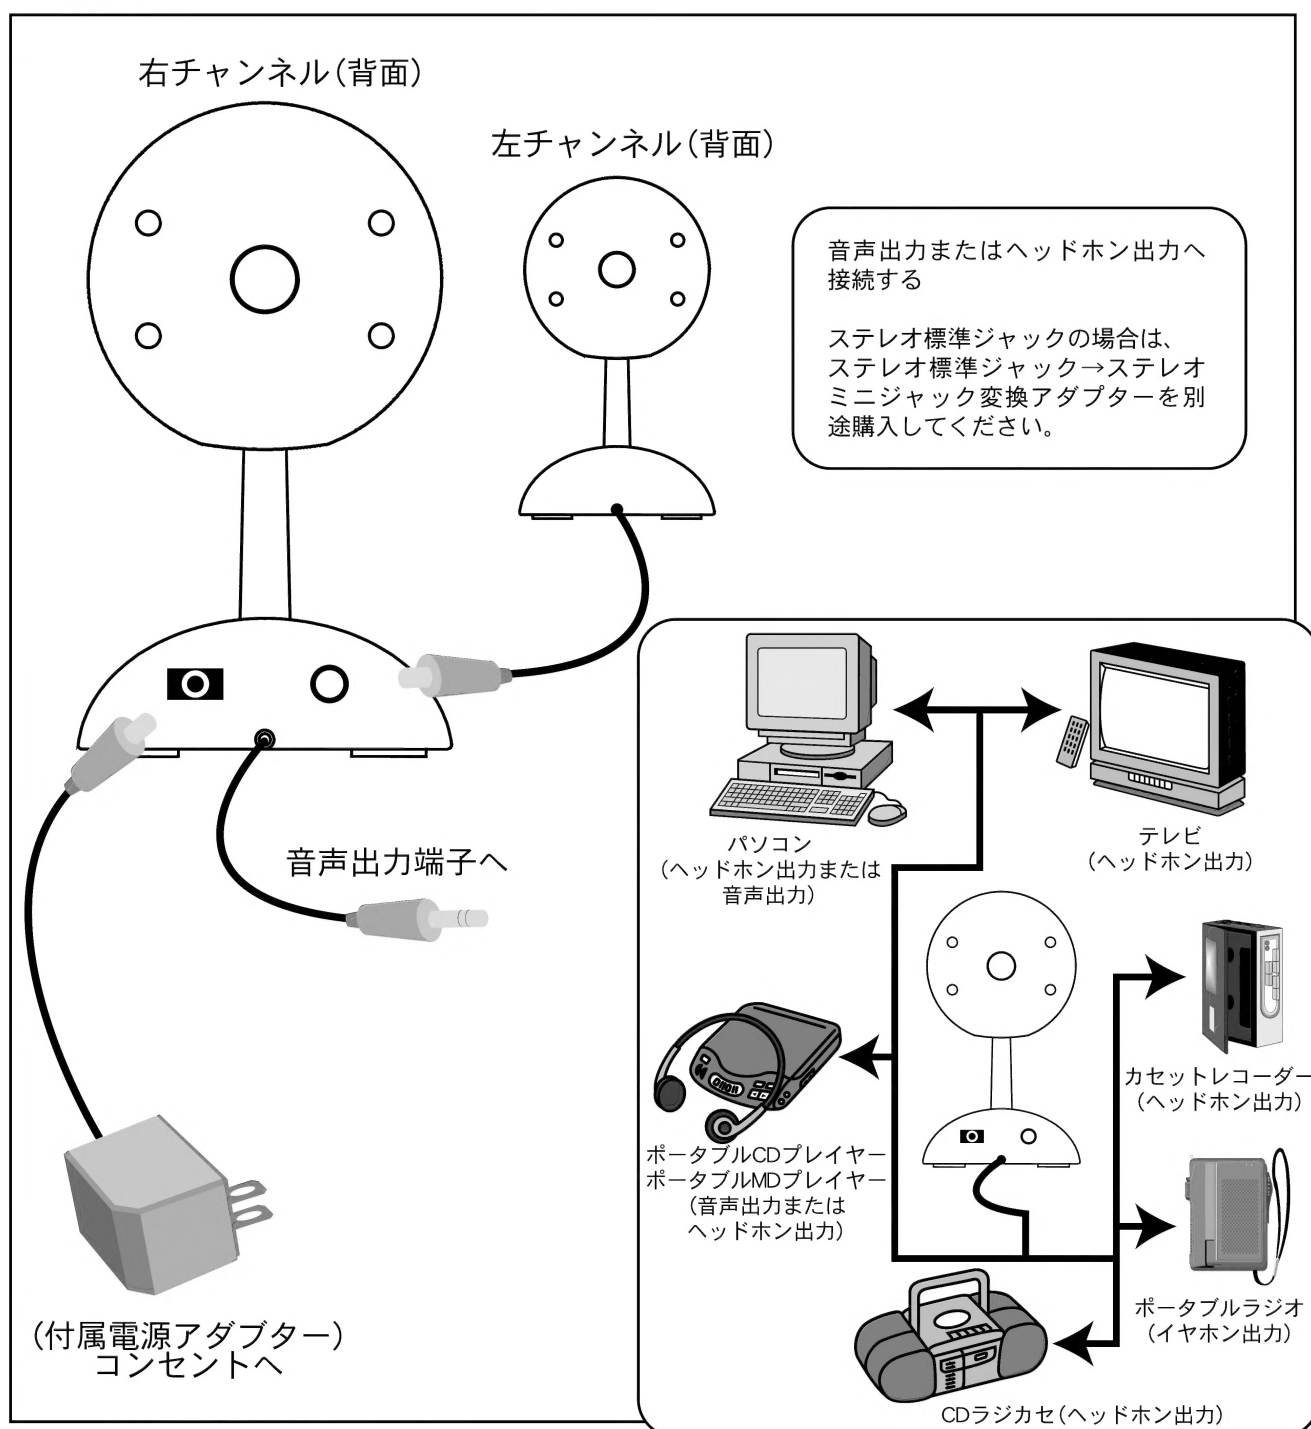 右チャンネル(背面)
左チャンネル(背面)
音声出力またはヘッドホン出力へ
接続する
ステレオ標準ジャックの場合は、
ステレオ標準ジャック→ステレオ
ミニジャック変換アダプターを別
途購入してください。
音声出力端子へ
(付属電源アダブター)
コンセントへ
パソコン
(ヘッドホン出力または
音声出力)
テレビ
(ヘッドホン出力)
カセットレコーダー
(ヘッドホン出力)
ポータブルCDプレイヤー
ポータブルMDプレイヤー
(音声出力または
ヘッドホン出力)
ポータブルラジオ
(イヤホン出力)
CDラジカセ(ヘッドホン出力)